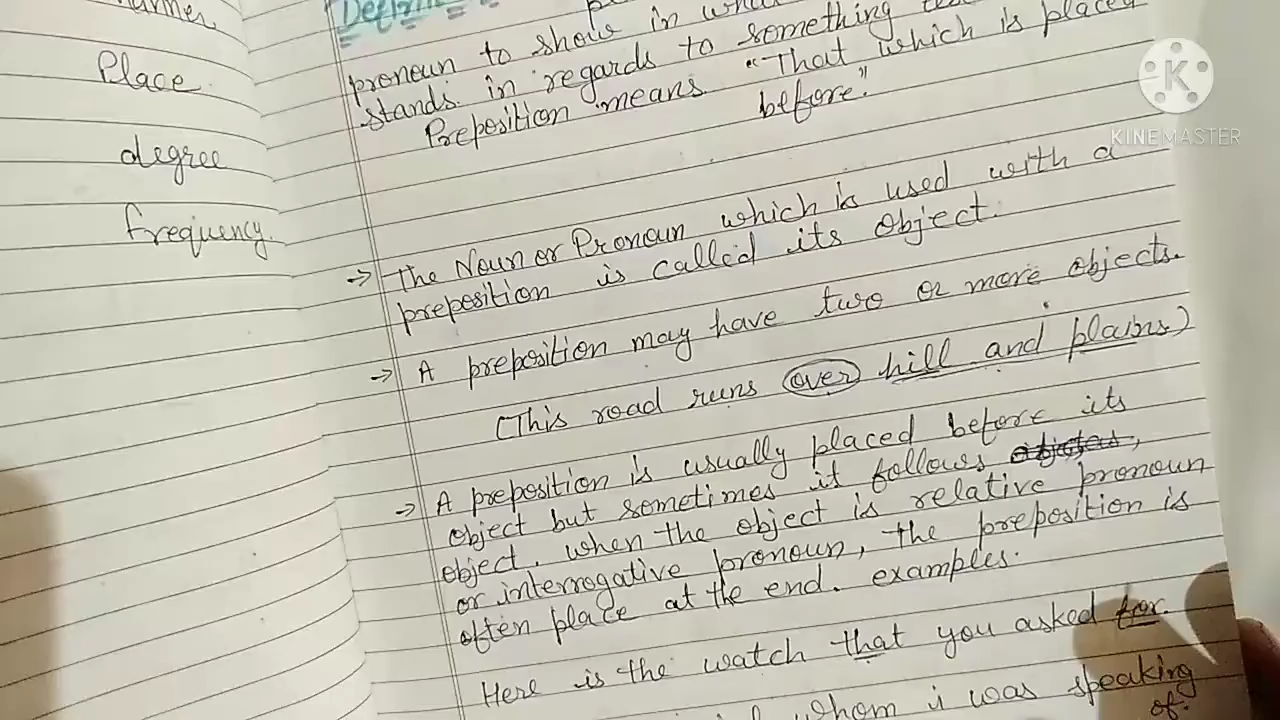 Place
degree
frequency.
pronoun to show in what
stands in regards to something
Preposition means "That which is placed
before."
→ The Noun or Pronoun which is used with a
preposition is called its object.
→ A preposition may have two or more objects.
(This road runs over hill and plains)
→ A preposition is usually placed before its
object but sometimes it follows objects,
object. when the object is relative pronoun
or interrogative pronoun, the preposition is
often place at the end. examples.
Here is the watch that you asked for.
whom i was speaking
of.
KINEMASTER